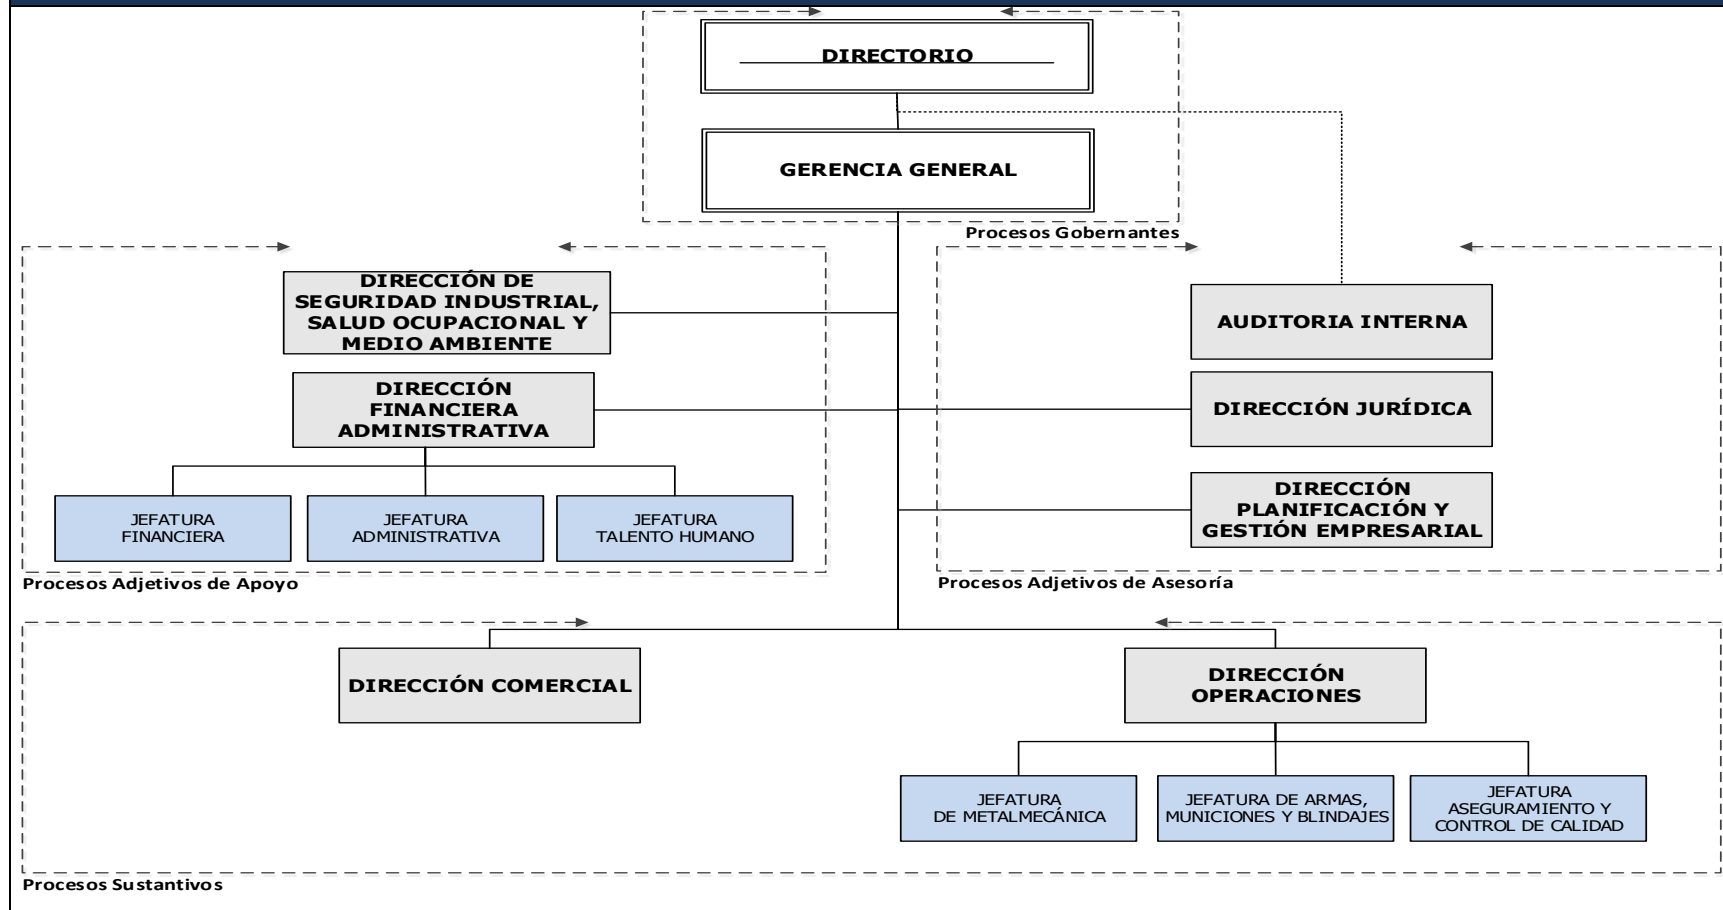 DIRECTORIO
GERENCIA GENERAL
Procesos Gobernantes
DIRECCIÓN DE
SEGURIDAD INDUSTRIAL,
SALUD OCUPACIONAL Y
MEDIO AMBIENTE
DIRECCIÓN
FINANCIERA
ADMINISTRATIVA
JEFATURA
FINANCIERA
JEFATURA
ADMINISTRATIVA
JEFATURA
TALENTO HUMANO
Procesos Adjetivos de Apoyo
AUDITORIA INTERNA
DIRECCIÓN JURÍDICA
DIRECCIÓN
PLANIFICACIÓN Y
GESTIÓN EMPRESARIAL
Procesos Adjetivos de Asesoría
DIRECCIÓN COMERCIAL
DIRECCIÓN
OPERACIONES
JEFATURA
DE METALMECÁNICA
JEFATURA DE ARMAS,
MUNICIONES Y BLINDAJES
JEFATURA
ASEGURAMIENTO Y
CONTROL DE CALIDAD
Procesos Sustantivos